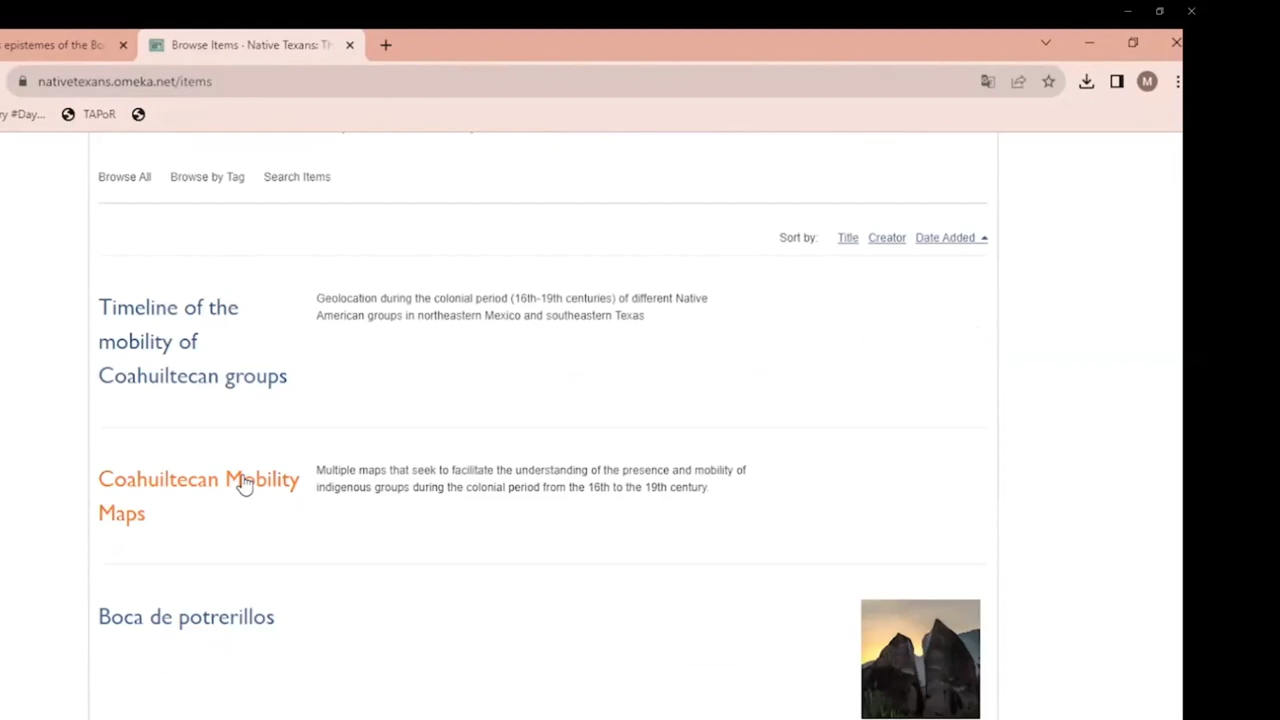 epistemes of the Bo
Browse Items · Native Texans: Th
nativetexans.omeka.net/items
M
ry #Day...
TAPoR
Browse All Browse by Tag Search Items
Sort by: Title Creator Date Added
Timeline of the
mobility of
Coahuiltecan groups
Geolocation during the colonial period (16th-19th centuries) of different Native
American groups in northeastern Mexico and southeastern Texas
Coahuiltecan Mobility
Maps
Multiple maps that seek to facilitate the understanding of the presence and mobility of
indigenous groups during the colonial period from the 16th to the 19th century.
Boca de potrerillos